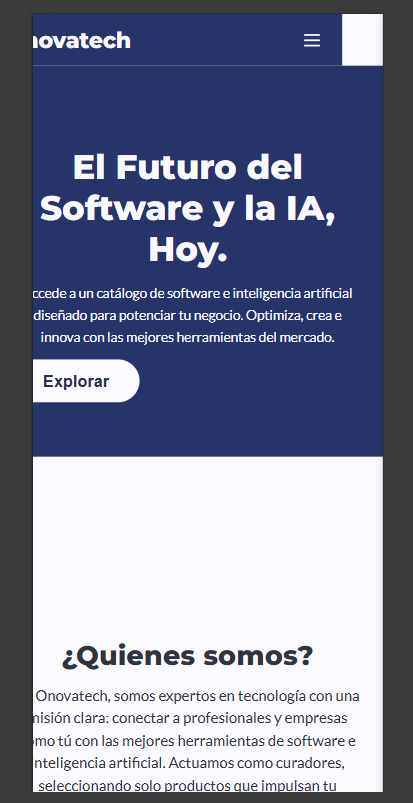 novatech
El Futuro del
Software y la IA,
Hoy.
ccede a un catálogo de software e inteligencia artificial
diseñado para potenciar tu negocio. Optimiza, crea e
innova con las mejores herramientas del mercado.
Explorar
¿Quienes somos?
Onovatech, somos expertos en tecnología con una
misión clara: conectar a profesionales y empresas
omo tú con las mejores herramientas de software e
nteligencia artificial. Actuamos como curadores,
seleccionando solo productos que impulsan tu